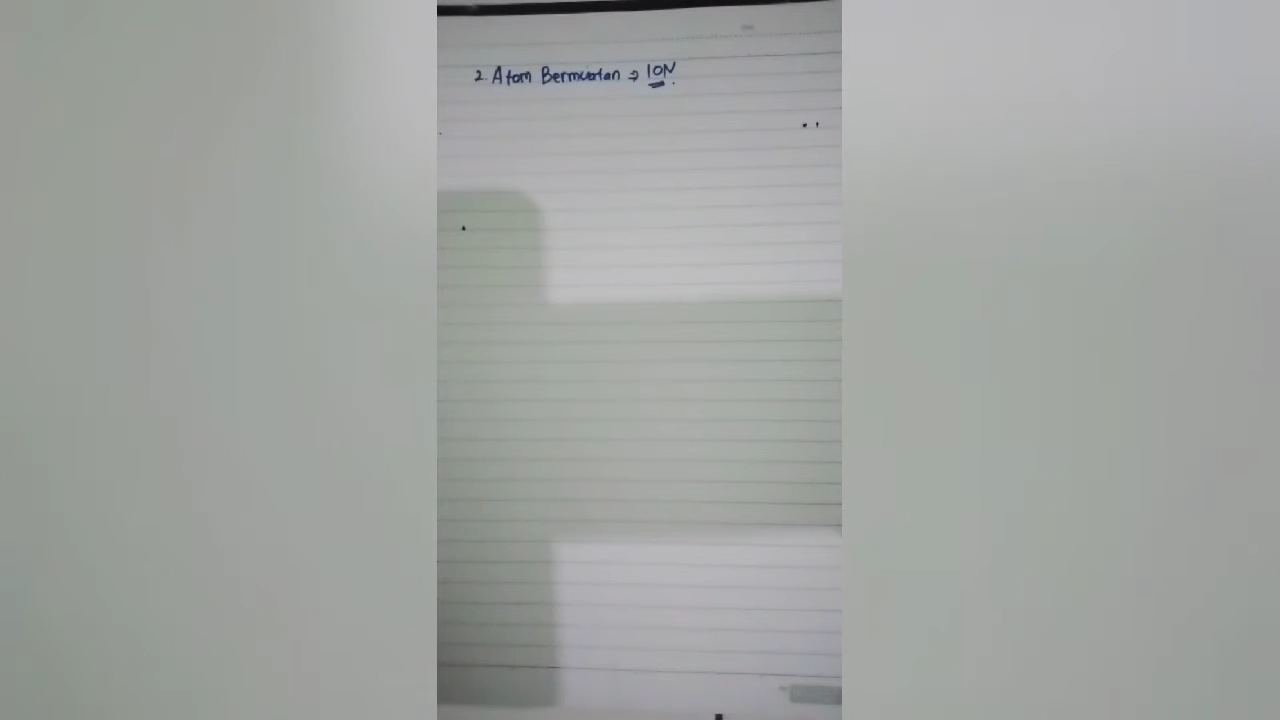 2. Atom Bermuatan ⇒ ION.